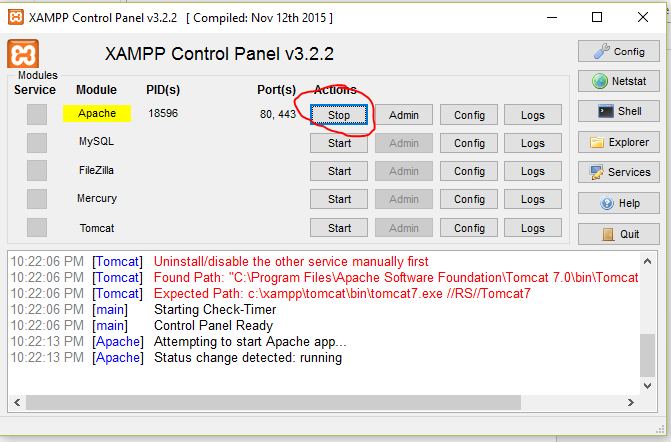 XAMPP Control Panel v3.2.2 [ Compiled: Nov 12th 2015 ]
XAMPP Control Panel v3.2.2
Config
Modules
Service Module PID(s) Port(s) Actions
Netstat
Apache 18596 80, 443 Stop Admin Config Logs
Shell
MySQL Start Admin Config Logs
Explorer
FileZilla Start Admin Config Logs
Services
Mercury Start Admin Config Logs
Help
Tomcat Start Admin Config Logs
Quit
10:22:06 PM [Tomcat] Uninstall/disable the other service manually first
10:22:06 PM [Tomcat] Found Path: "C:\Program Files\Apache Software Foundation\Tomcat 7.0\bin\Tomcat
10:22:06 PM [Tomcat] Expected Path: c:\xampp\tomcat\bin\tomcat7.exe //RS//Tomcat7
10:22:06 PM [main] Starting Check-Timer
10:22:06 PM [main] Control Panel Ready
10:22:13 PM [Apache] Attempting to start Apache app...
10:22:13 PM [Apache] Status change detected: running